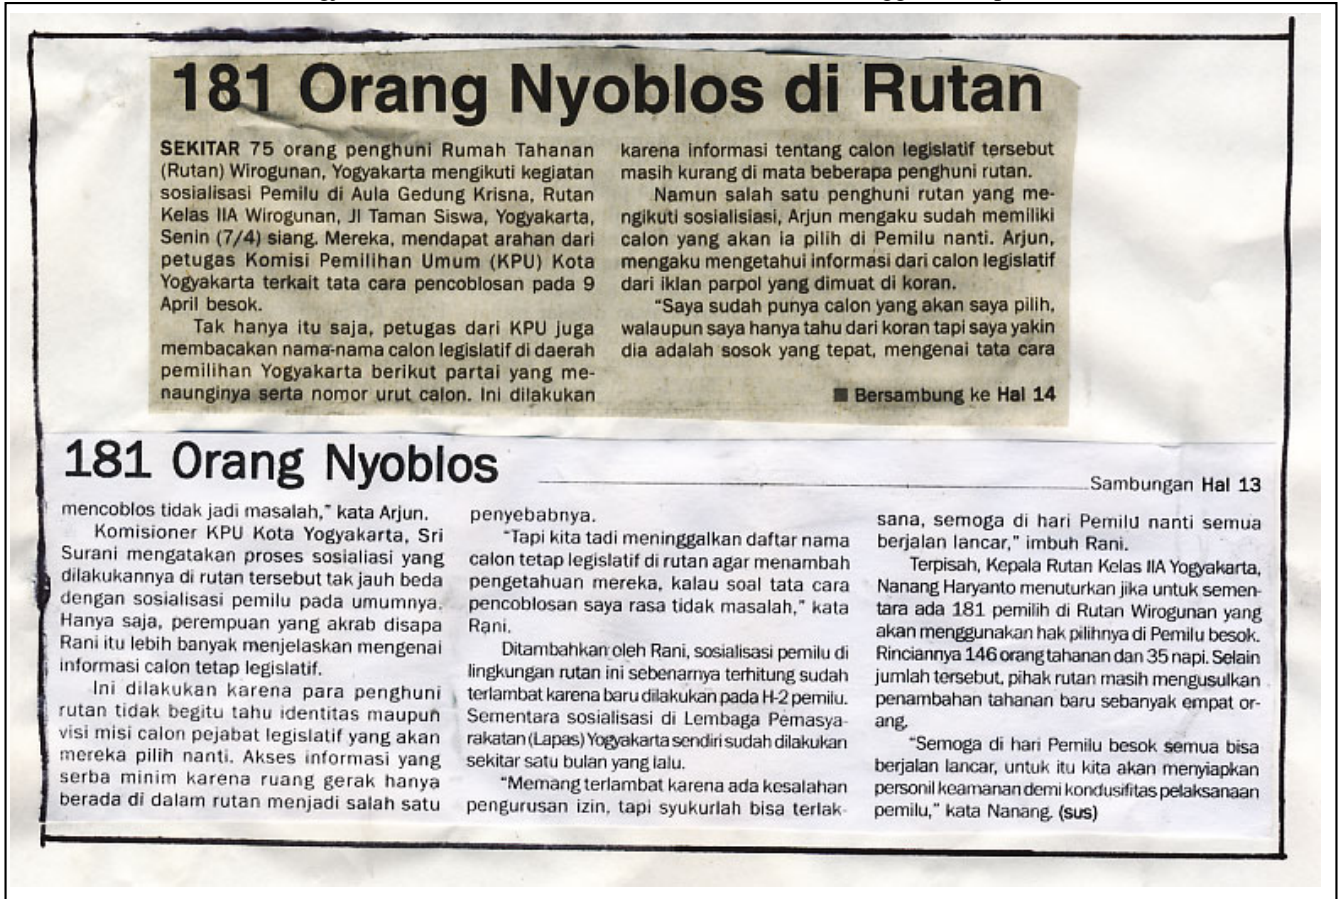 181 Orang Nyoblos di Rutan
SEKITAR 75 orang penghuni Rumah Tahanan
(Rutan) Wirogunan, Yogyakarta mengikuti kegiatan
sosialisasi Pemilu di Aula Gedung Krisna, Rutan
Kelas IIA Wirogunan, Jl Taman Siswa, Yogyakarta,
Senin (7/4) siang. Mereka, mendapat arahan dari
petugas Komisi Pemilihan Umum (KPU) Kota
Yogyakarta terkait tata cara pencoblosan pada 9
April besok.
Tak hanya itu saja, petugas dari KPU juga
membacakan nama-nama calon legislatif di daerah
pemilihan Yogyakarta berikut partai yang me-
naunginya serta nomor urut calon. Ini dilakukan
karena informasi tentang calon legislatif tersebut
masih kurang di mata beberapa penghuni rutan.
Namun salah satu penghuni rutan yang me-
ngikuti sosialisiasi, Arjun mengaku sudah memiliki
calon yang akan ia pilih di Pemilu nanti. Arjun,
mengaku mengetahui informasi dari calon legislatif
dari iklan parpol yang dimuat di koran.
"Saya sudah punya calon yang akan saya pilih,
walaupun saya hanya tahu dari koran tapi saya yakin
dia adalah sosok yang tepat, mengenai tata cara
■ Bersambung ke Hal 14
181 Orang Nyoblos
Sambungan Hal 13
mencoblos tidak jadi masalah," kata Arjun.
Komisioner KPU Kota Yogyakarta, Sri
Surani mengatakan proses sosialiasi yang
dilakukannya di rutan tersebut tak jauh beda
dengan sosialisasi pemilu pada umumnya.
Hanya saja, perempuan yang akrab disapa
Rani itu lebih banyak menjelaskan mengenai
informasi calon tetap legislatif.
Ini dilakukan karena para penghuni
rutan tidak begitu tahu identitas maupun
visi misi calon pejabat legislatif yang akan
mereka pilih nanti. Akses informasi yang
serba minim karena ruang gerak hanya
berada di dalam rutan menjadi salah satu
penyebabnya.
"Tapi kita tadi meninggalkan daftar nama
calon tetap legislatif di rutan agar menambah
pengetahuan mereka, kalau soal tata cara
pencoblosan saya rasa tidak masalah," kata
Rani.
Ditambahkan oleh Rani, sosialisasi pemilu di
lingkungan rutan ini sebenarnya terhitung sudah
terlambat karena baru dilakukan pada H-2 pemilu.
Sementara sosialisasi di Lembaga Pemasya-
rakatan (Lapas) Yogyakarta sendiri sudah dilakukan
sekitar satu bulan yang lalu.
"Memang terlambat karena ada kesalahan
pengurusan izin, tapi syukurlah bisa terlak-
sana, semoga di hari Pemilu nanti semua
berjalan lancar," imbuh Rani.
Terpisah, Kepala Rutan Kelas IIA Yogyakarta,
Nanang Haryanto menuturkan jika untuk semen-
tara ada 181 pemilih di Rutan Wirogunan yang
akan menggunakan hak pilihnya di Pemilu besok.
Rinciannya 146 orang tahanan dan 35 napi. Selain
jumlah tersebut, pihak rutan masih mengusulkan
penambahan tahanan baru sebanyak empat or-
ang.
"Semoga di hari Pemilu besok semua bisa
berjalan lancar, untuk itu kita akan menyiapkan
personil keamanan demi kondusifitas pelaksanaan
pemilu," kata Nanang. (sus)